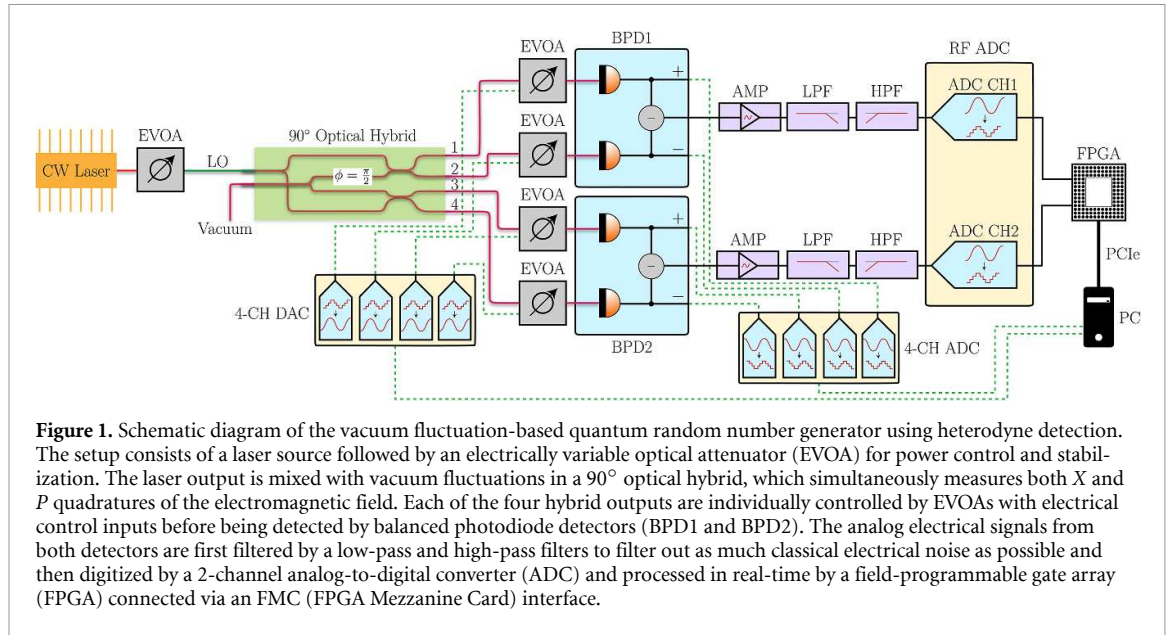 BPD1
EVOA
RF ADC
AMP
LPF
HPF
ADC CH1
EVOA
90° Optical Hybrid
EVOA
LO
CW Laser
1
2
3
4
ϕ = π/2
Vacuum
FPGA
EVOA
AMP
LPF
HPF
ADC CH2
PCIe
EVOA
4-CH DAC
BPD2
4-CH ADC
PC
+
−
−
+
−
−
Figure 1. Schematic diagram of the vacuum fluctuation-based quantum random number generator using heterodyne detection.
The setup consists of a laser source followed by an electrically variable optical attenuator (EVOA) for power control and stabil-
ization. The laser output is mixed with vacuum fluctuations in a 90° optical hybrid, which simultaneously measures both X and
P quadratures of the electromagnetic field. Each of the four hybrid outputs are individually controlled by EVOAs with electrical
control inputs before being detected by balanced photodiode detectors (BPD1 and BPD2). The analog electrical signals from
both detectors are first filtered by a low-pass and high-pass filters to filter out as much classical electrical noise as possible and
then digitized by a 2-channel analog-to-digital converter (ADC) and processed in real-time by a field-programmable gate array
(FPGA) connected via an FMC (FPGA Mezzanine Card) interface.